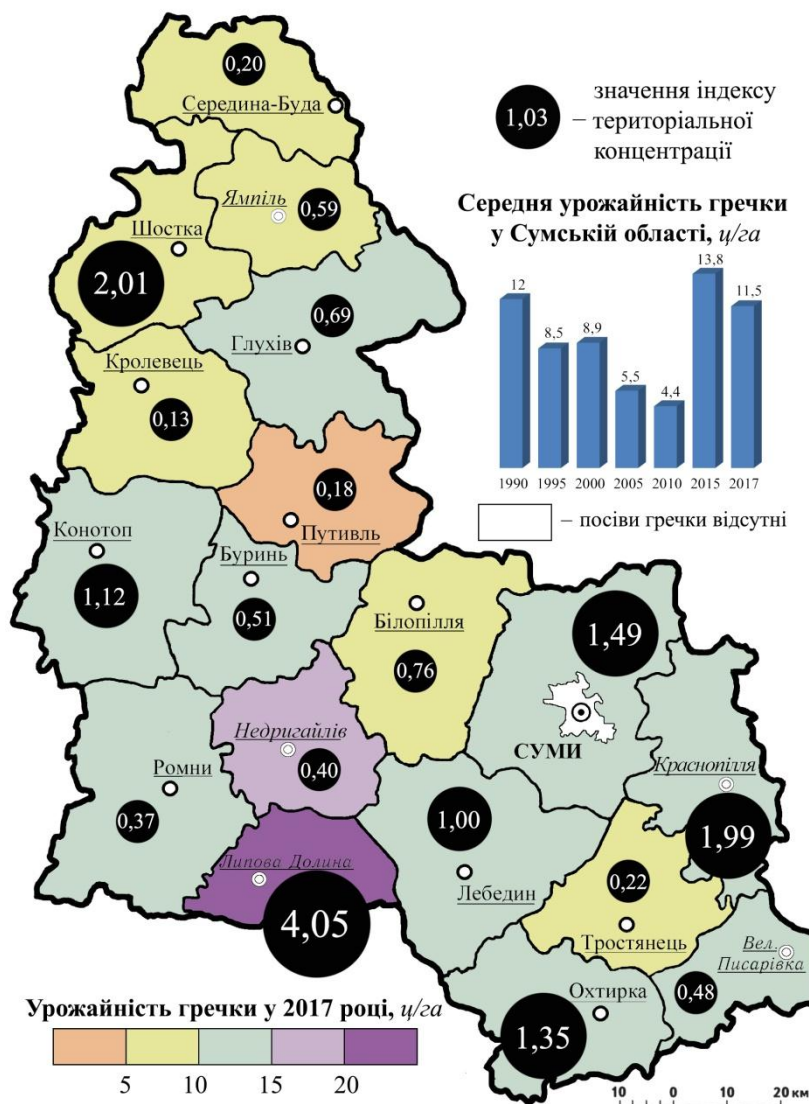 0,20
Середина-Буда
1,03
значення індексу
– територіальної
концентрації
Ямпіль
0,59
Шостка
2,01
Середня урожайність гречки
у Сумській області, ц/га
12
8,5
8,9
5,5
4,4
13,8
11,5
1990 1995 2000 2005 2010 2015 2017
0,69
Глухів
Кролевець
0,13
0,18
Путивль
– посіви гречки відсутні
Конотоп
1,12
Буринь
0,51
Білопілля
0,76
1,49
СУМИ
Недригайлів
0,40
Ромни
0,37
Краснопілля
1,99
1,00
Лебедин
Липова Долина
4,05
0,22
Тростянець
Вел.
Писарівка
0,48
Охтирка
1,35
Урожайність гречки у 2017 році, ц/га
5 10 15 20
10 0 10 20 км